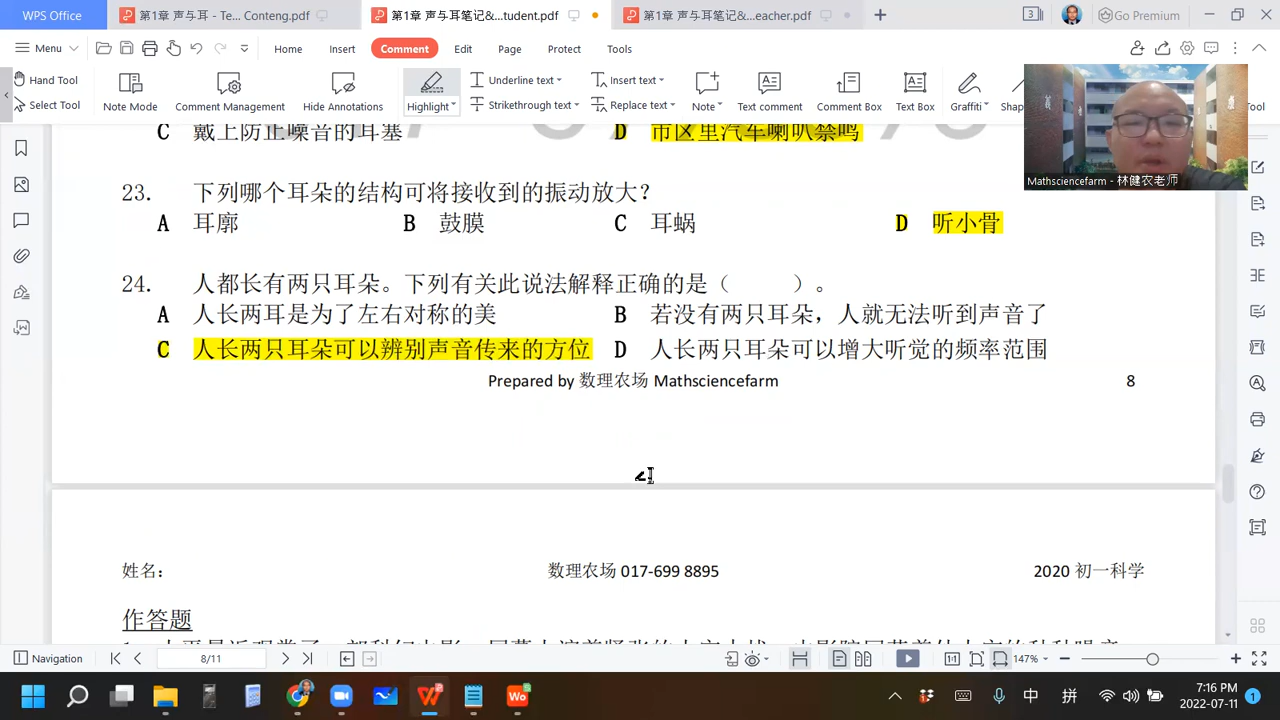 WPS Office
第1章 声与耳 - Te... Conteng.pdf
第1章 声与耳笔记&...tudent.pdf
第1章 声与耳笔记&...eacher.pdf
3
Go Premium
Menu
Home
Insert
Comment
Edit
Page
Protect
Tools
Hand Tool
Select Tool
Note Mode
Comment Management
Hide Annotations
Highlight
Underline text
Strikethrough text
Insert text
Replace text
Note
Text comment
Comment Box
Text Box
Graffiti
Shap
Tool
Mathsciencefarm - 林健农老师
C 戴上防止噪音的耳塞 D 市区里汽车喇叭禁鸣
23. 下列哪个耳朵的结构可将接收到的振动放大？
A 耳廓 B 鼓膜 C 耳蜗 D 听小骨
24. 人都长有两只耳朵。下列有关此说法解释正确的是（ ）。
A 人长两耳是为了左右对称的美 B 若没有两只耳朵，人就无法听到声音了
C 人长两只耳朵可以辨别声音传来的方位 D 人长两只耳朵可以增大听觉的频率范围
Prepared by 数理农场 Mathsciencefarm 8
姓名： 数理农场 017-699 8895 2020 初一科学
作答题
Navigation
8/11
147%
中
拼
7:16 PM
2022-07-11
1